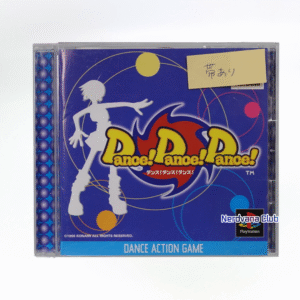 帯あり
Dance! Dance! Dance!
ダンス!ダンス!ダンス!
TM
Nerdvana Club
PlayStation
DANCE ACTION GAME